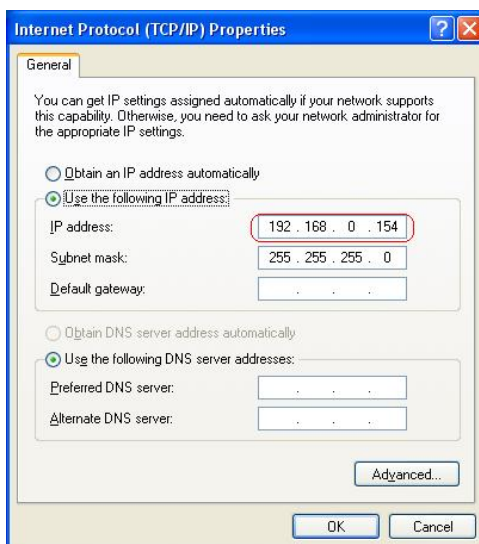 Internet Protocol (TCP/IP) Properties
General
You can get IP settings assigned automatically if your network supports
this capability. Otherwise, you need to ask your network administrator for
the appropriate IP settings.
Obtain an IP address automatically
Use the following IP address:
IP address: 192 . 168 . 0 . 154
Subnet mask: 255 . 255 . 255 . 0
Default gateway: . . .
Obtain DNS server address automatically
Use the following DNS server addresses:
Preferred DNS server: . . .
Alternate DNS server: . . .
Advanced...
OK Cancel